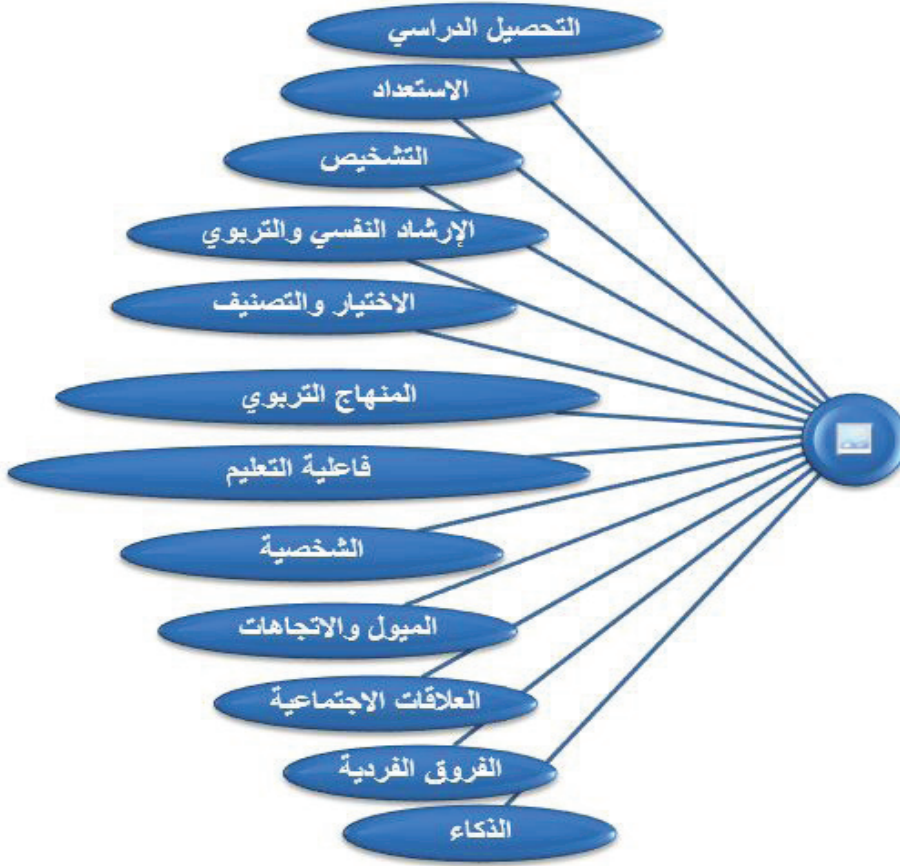 التحصيل الدراسي
الاستعداد
التشخيص
الإرشاد النفسي والتربوي
الاختيار والتصنيف
المنهاج التربوي
فاعلية التعليم
الشخصية
الميول والاتجاهات
العلاقات الاجتماعية
الفروق الفردية
الذكاء